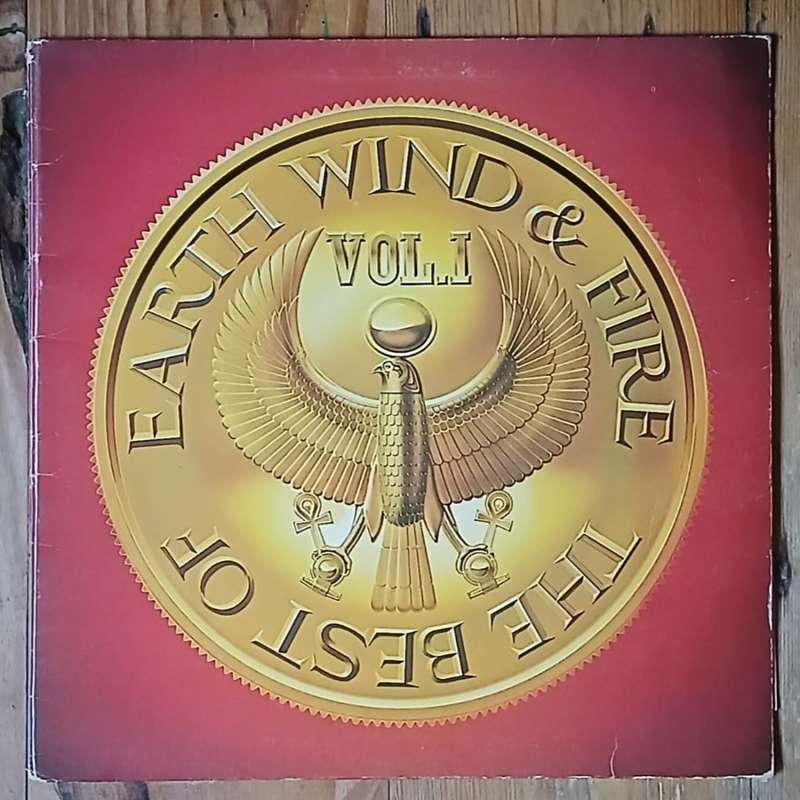 EARTH WIND & FIRE
VOL. I
THE BEST OF